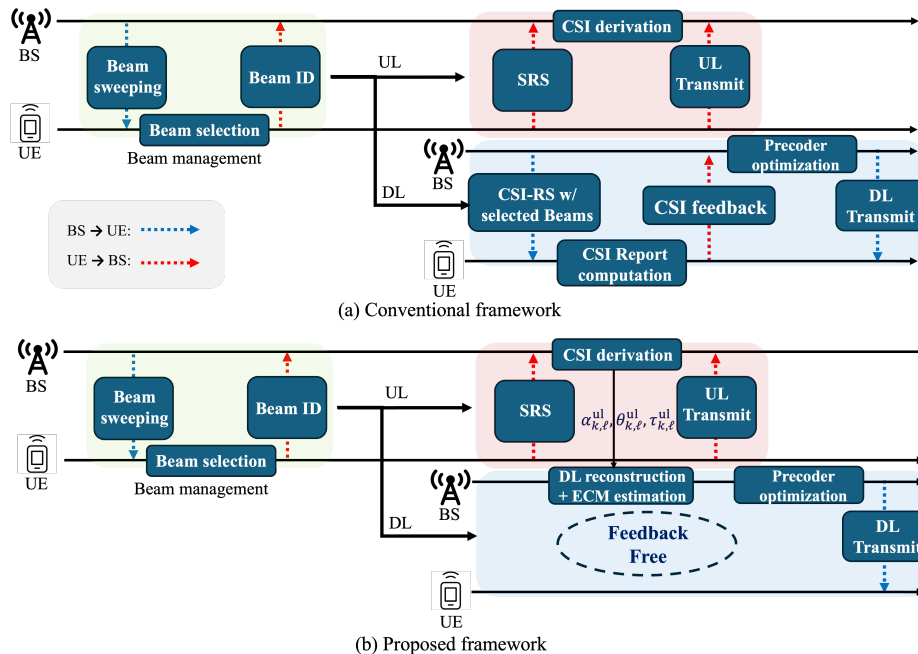 BS
Beam
sweeping
Beam ID
UL
CSI derivation
SRS
UL
Transmit
UE
Beam selection
Beam management
BS
Precoder
optimization
DL
CSI-RS w/
selected Beams
CSI feedback
DL
Transmit
BS → UE:
UE → BS:
UE
CSI Report
computation
(a) Conventional framework
BS
Beam
sweeping
Beam ID
UL
CSI derivation
SRS
α^{ul}_{k,ℓ}, θ^{ul}_{k,ℓ}, τ^{ul}_{k,ℓ}
UL
Transmit
UE
Beam selection
Beam management
BS
DL reconstruction
+ ECM estimation
Precoder
optimization
DL
Feedback
Free
DL
Transmit
UE
(b) Proposed framework